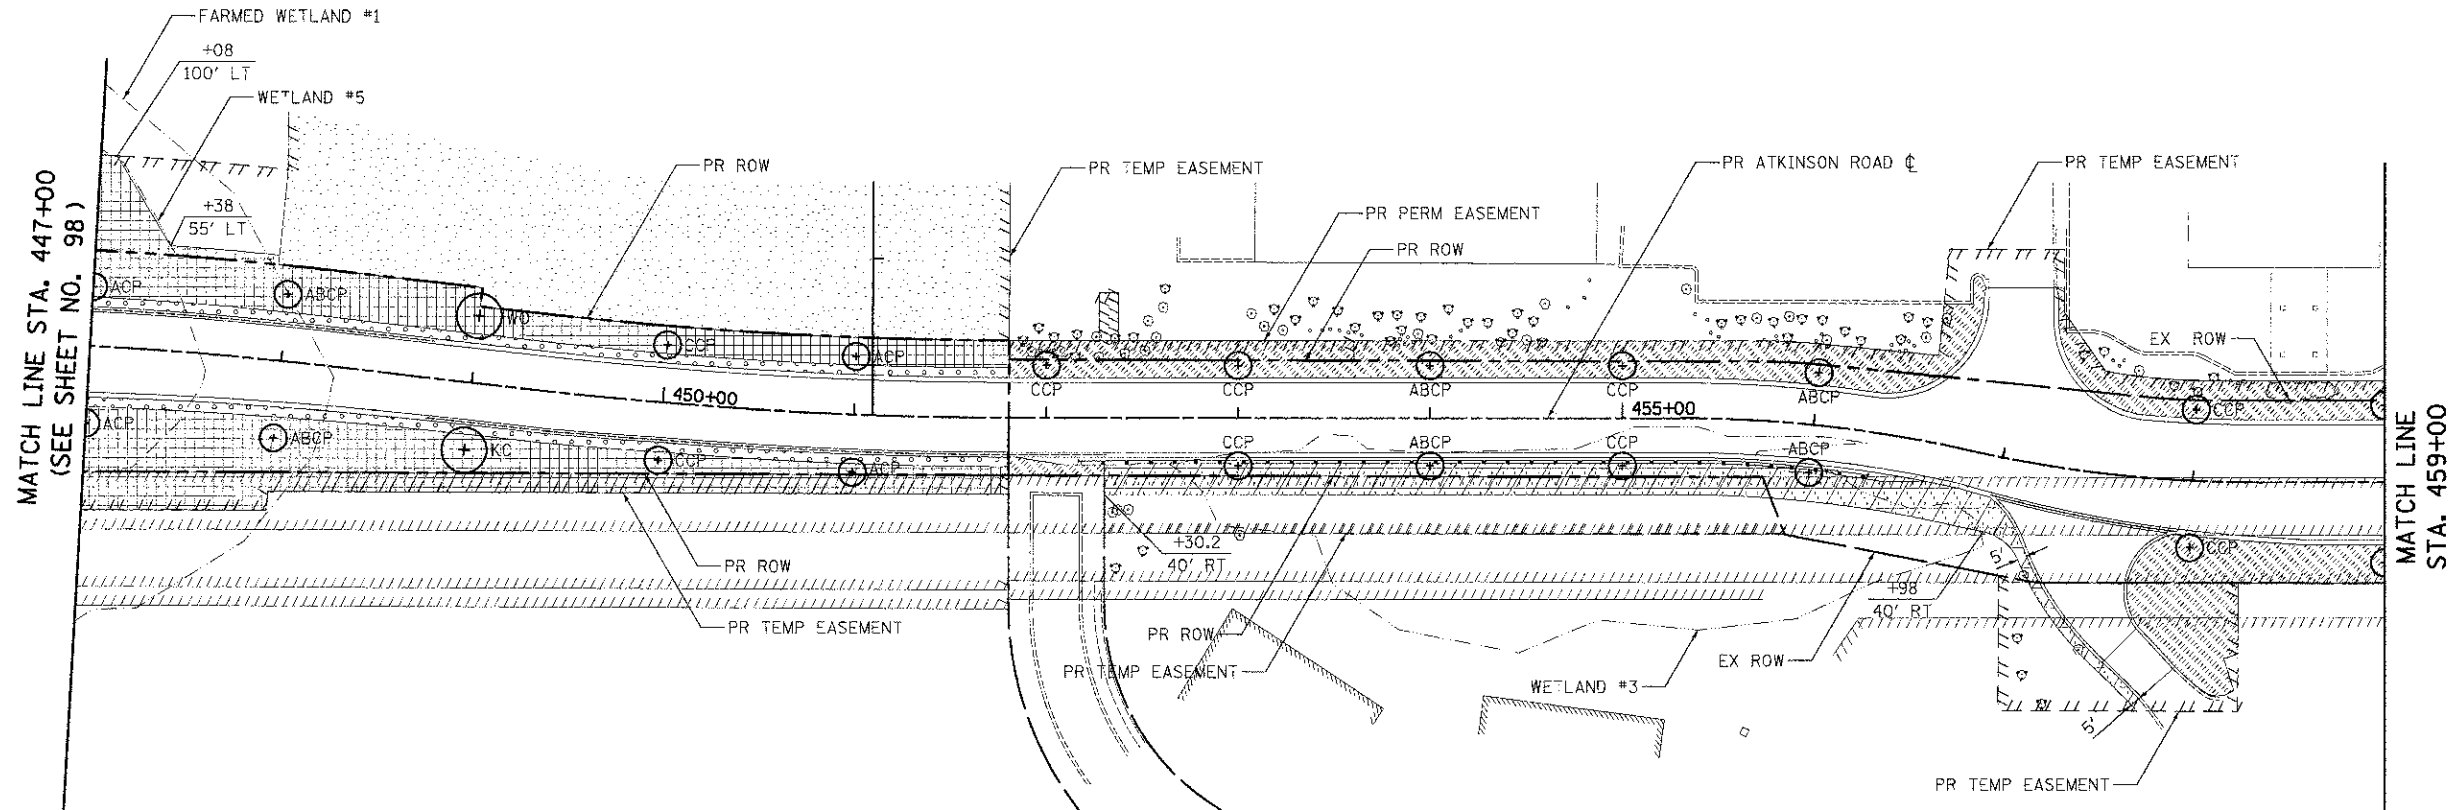 FARMED WETLAND #1
+08
100' LT
WETLAND #5
+38
55' LT
PR ROW
PR TEMP EASEMENT
PR PERM EASEMENT
PR ROW
PR ATKINSON ROAD ℄
PR TEMP EASEMENT
EX ROW
MATCH LINE STA. 447+00
(SEE SHEET NO. 98)
ACP
ABCP
WO
CCP
ACP
CCP
CCP
ABCP
CCP
ABCP
CCP
450+00
455+00
ACP
ABCP
KC
CCP
ACP
CCP
ABCP
CCP
ABCP
CCP
MATCH LINE
STA. 459+00
+30.2
40' RT
5'
+98
40' RT
PR ROW
PR TEMP EASEMENT
PR ROW
PR TEMP EASEMENT
WETLAND #3
EX ROW
5'
PR TEMP EASEMENT